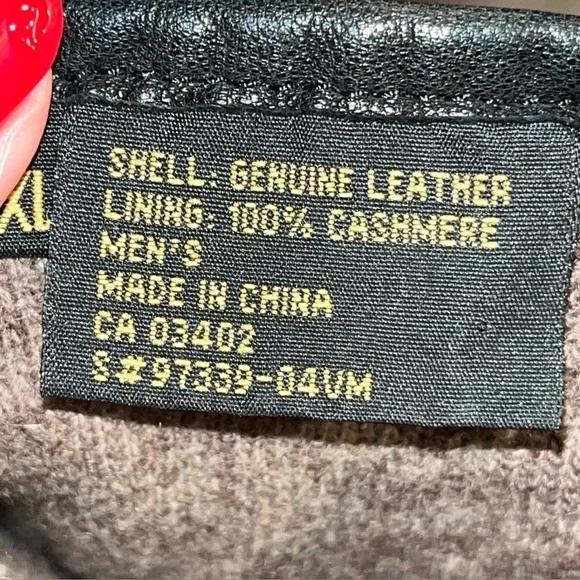 XL
SHELL: GENUINE LEATHER
LINING: 100% CASHMERE
MEN'S
MADE IN CHINA
CA 03402
S#97339-04VM